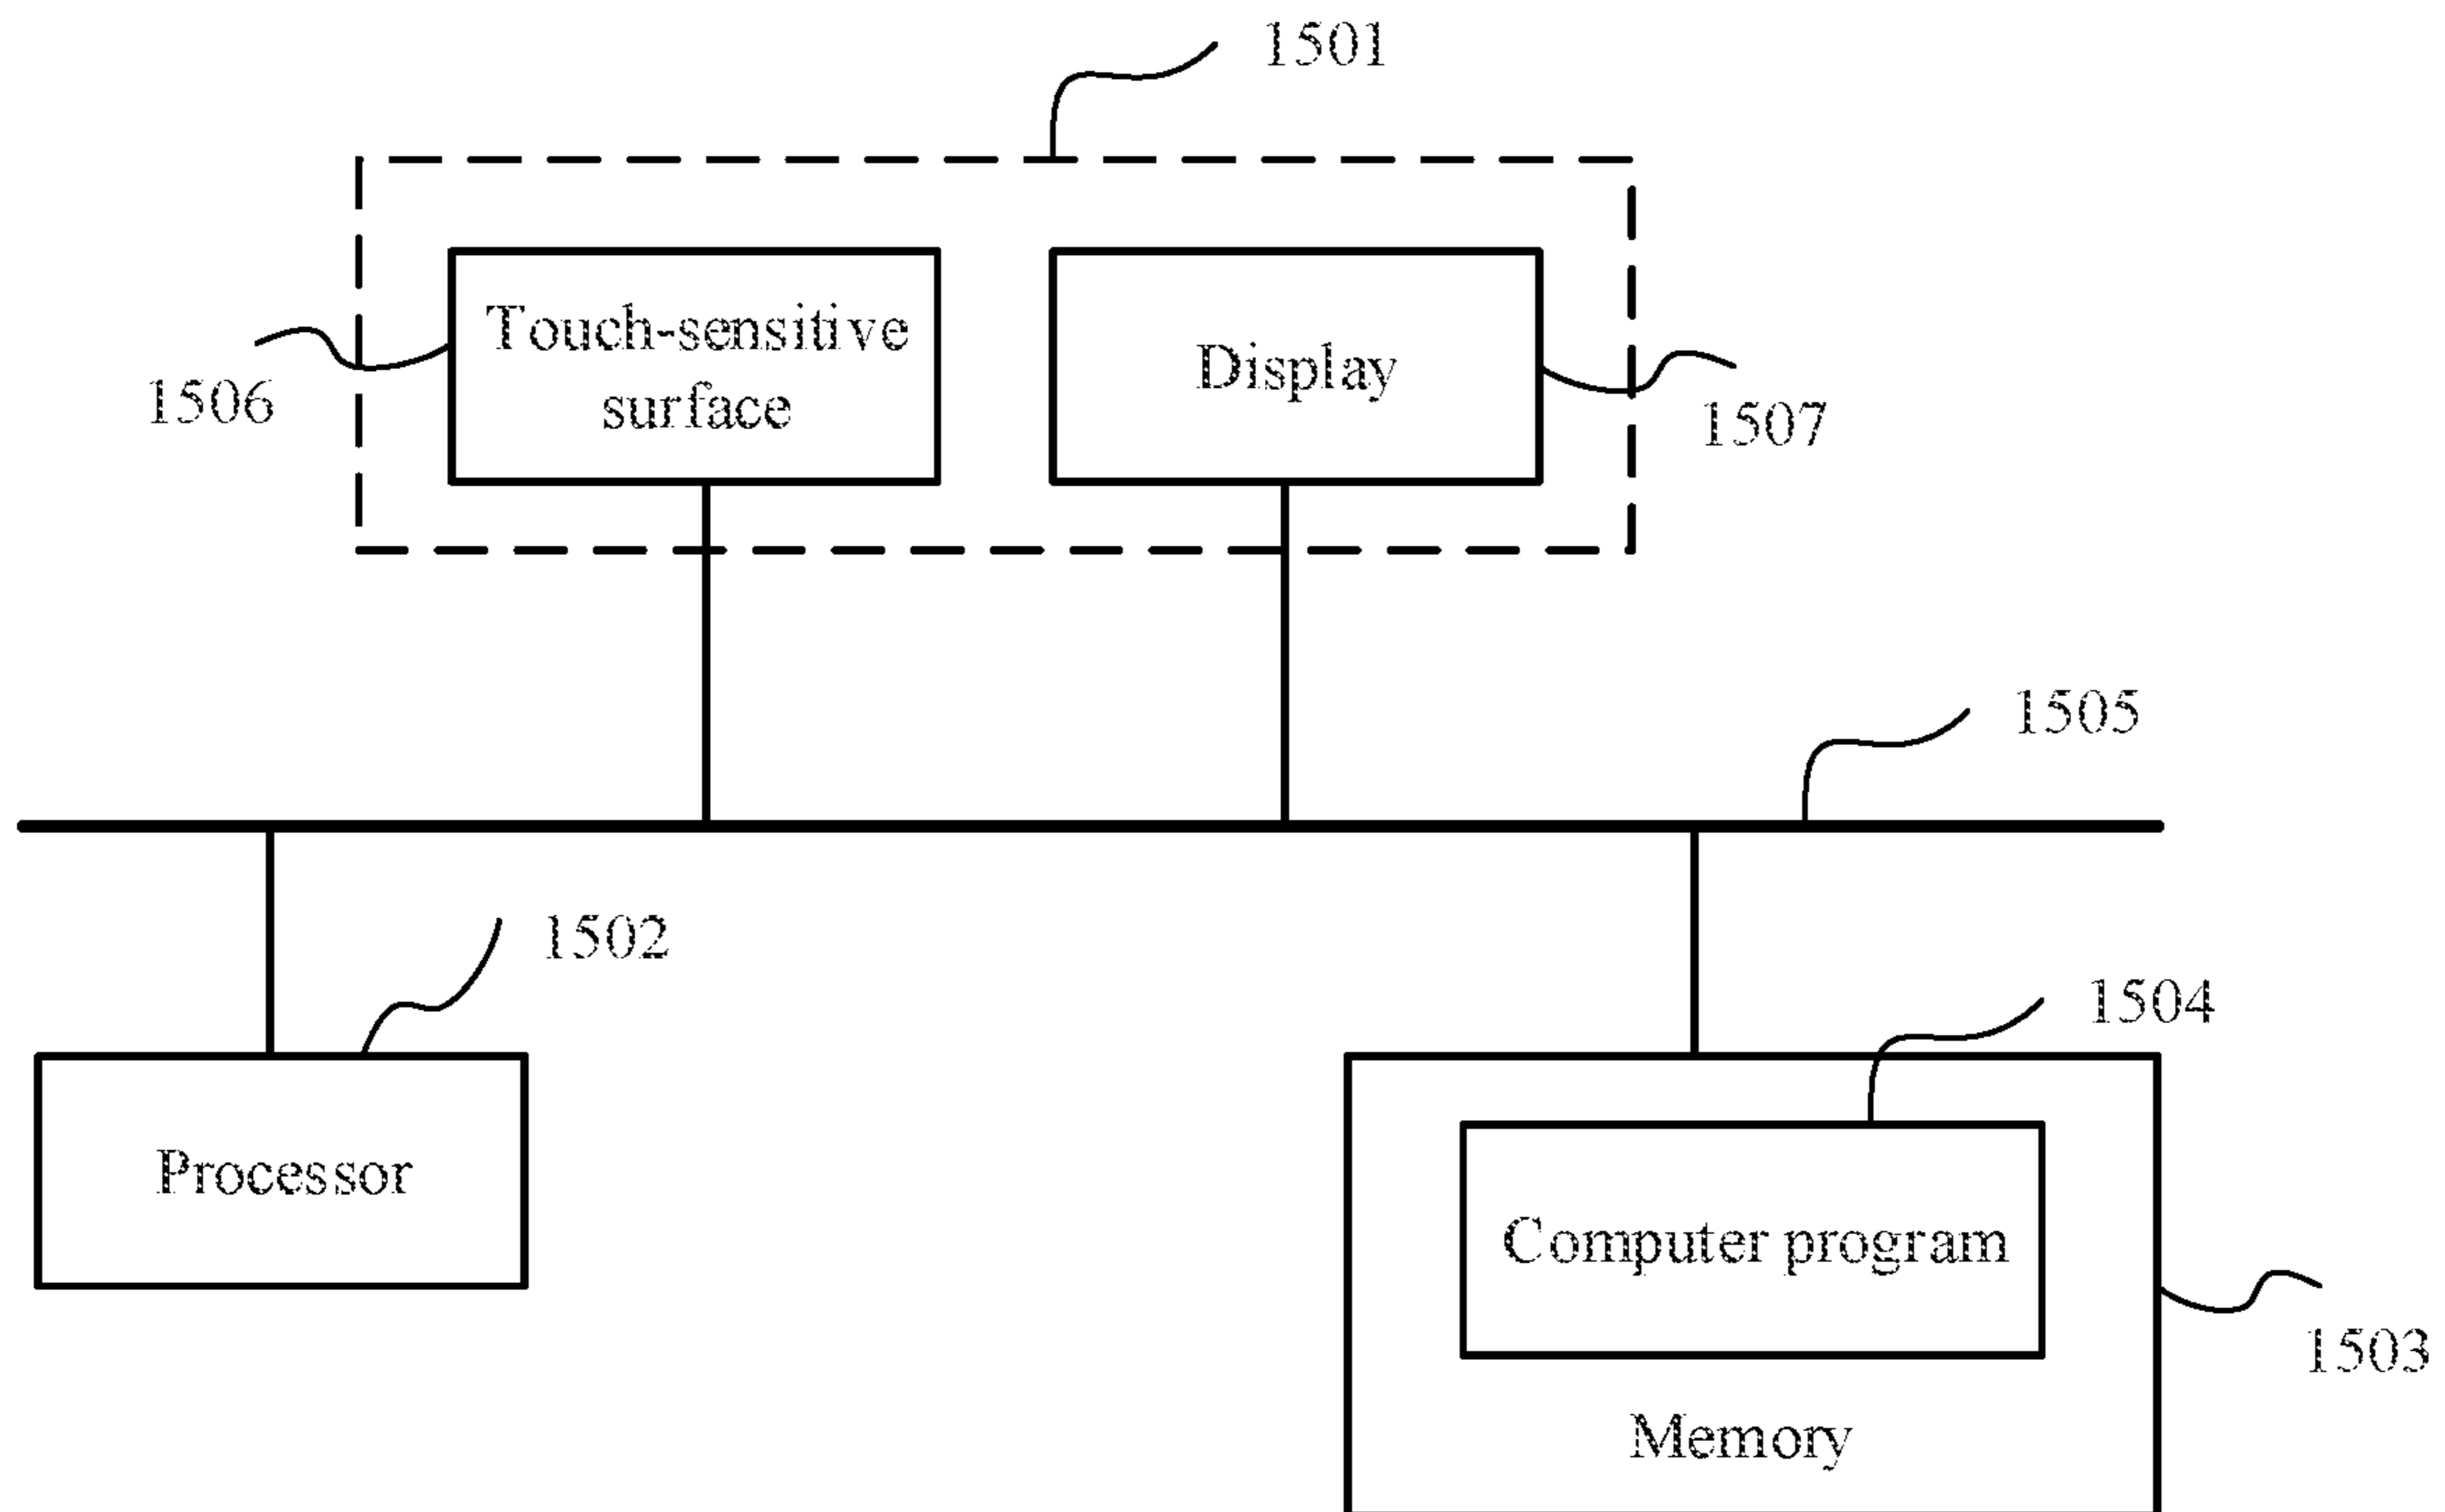 1501
Touch-sensitive
surface
Display
1506
1507
1505
1502
1504
Processor
Computer program
1503
Memory